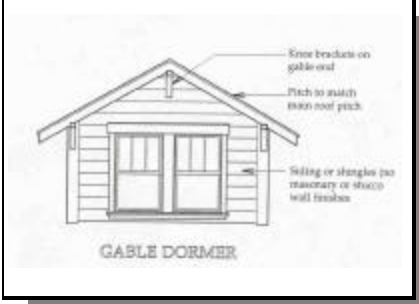 Knee brackets on
gable end
Pitch to match
main roof pitch
Siding or shingles (no
masonary or stucco
wall finishes
GABLE DORMER